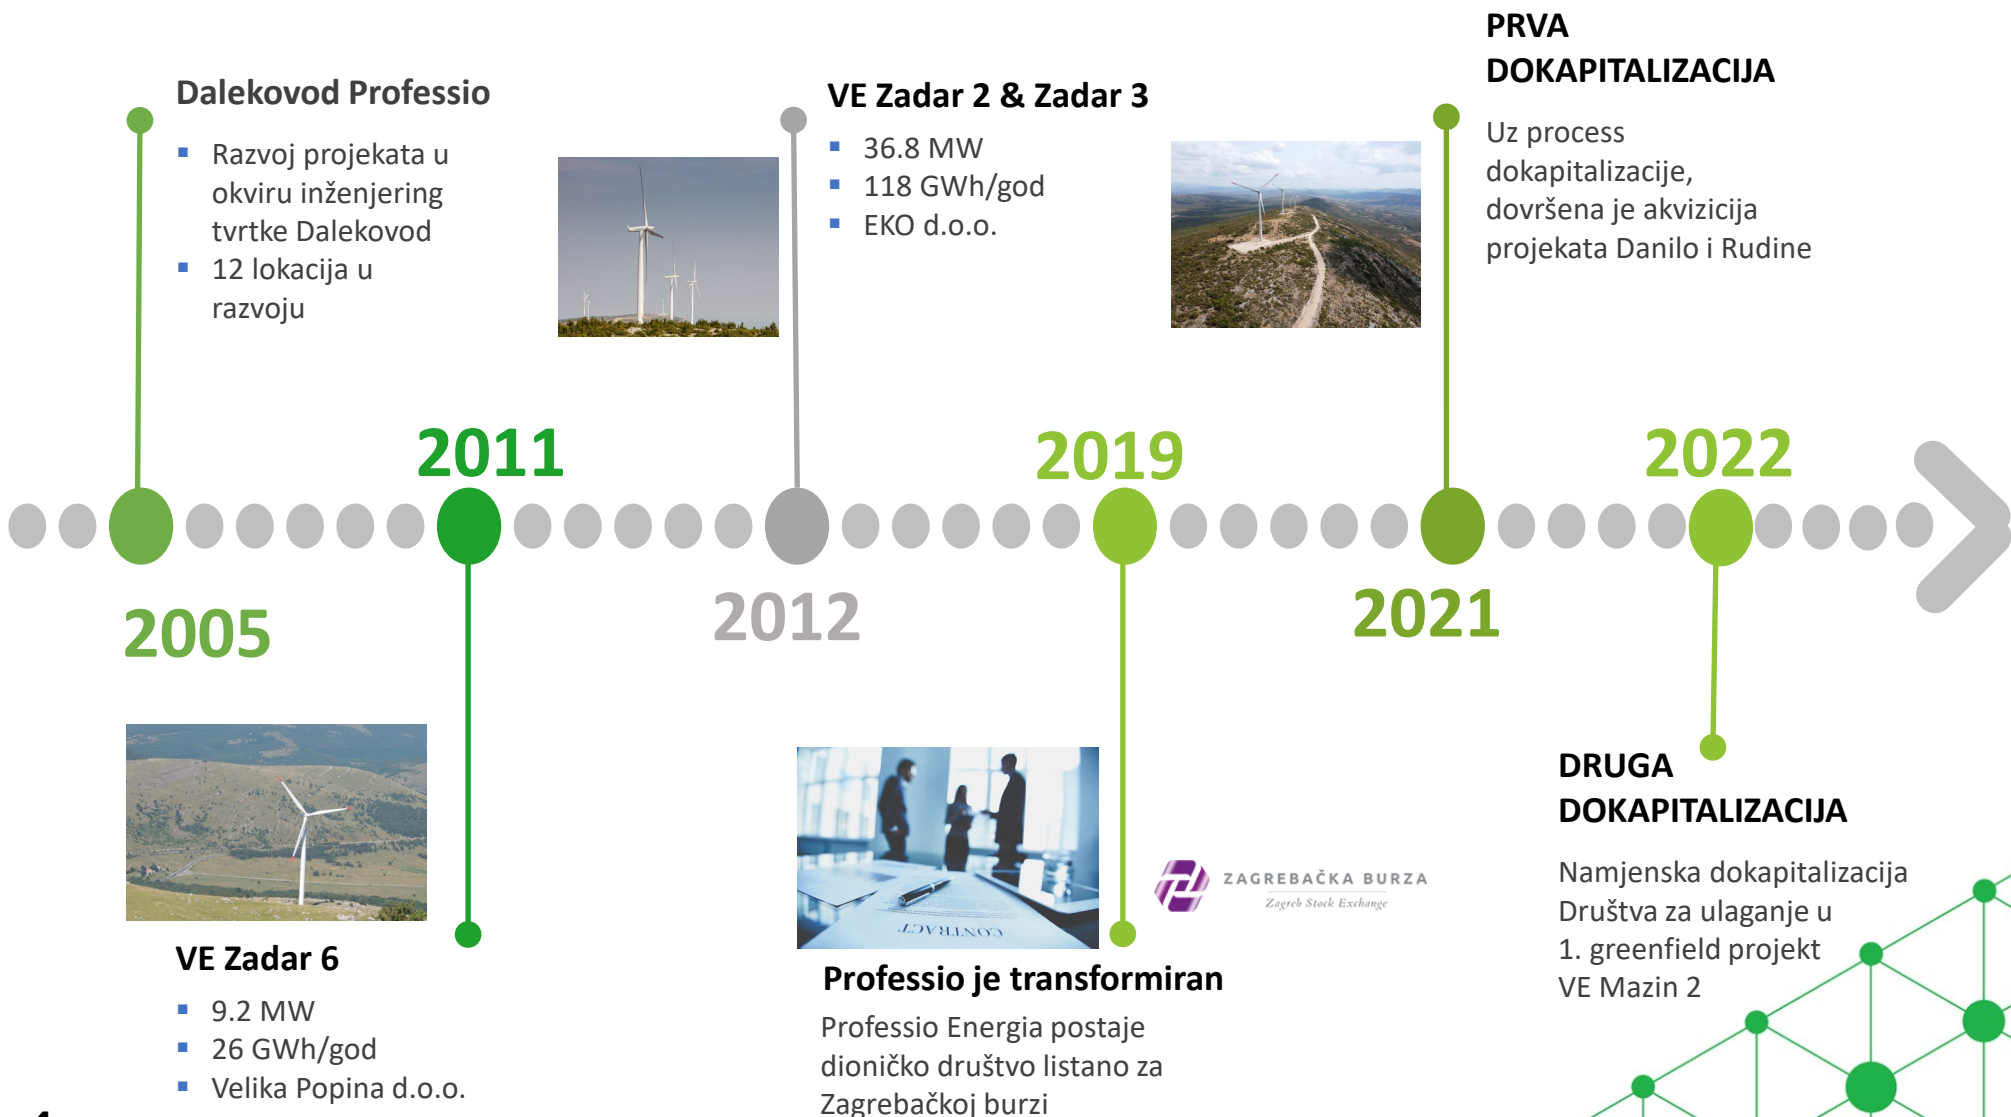 Dalekovod Professio
▪ Razvoj projekata u
okviru inženjering
tvrtke Dalekovod
▪ 12 lokacija u
razvoju
VE Zadar 2 & Zadar 3
▪ 36.8 MW
▪ 118 GWh/god
▪ EKO d.o.o.
PRVA
DOKAPITALIZACIJA
Uz process
dokapitalizacije,
dovršena je akvizicija
projekata Danilo i Rudine
2011
2019
2022
2005
2012
2021
VE Zadar 6
▪ 9.2 MW
▪ 26 GWh/god
▪ Velika Popina d.o.o.
CONTRACT
ZAGREBAČKA BURZA
Zagreb Stock Exchange
Professio je transformiran
Professio Energia postaje
dioničko društvo listano za
Zagrebačkoj burzi
DRUGA
DOKAPITALIZACIJA
Namjenska dokapitalizacija
Društva za ulaganje u
1. greenfield projekt
VE Mazin 2